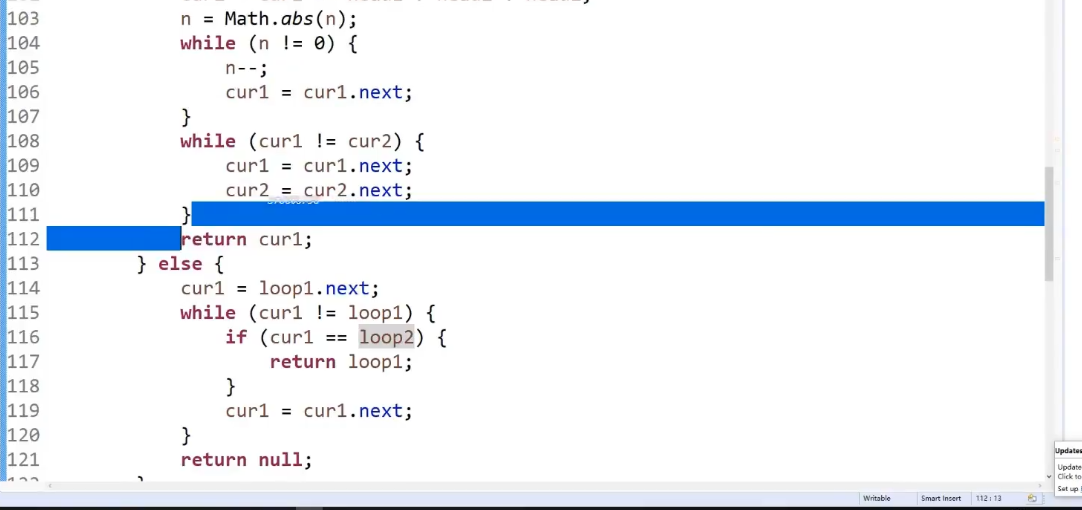 103 n = Math.abs(n);
104 while (n != 0) {
105 n--;
106 cur1 = cur1.next;
107 }
108 while (cur1 != cur2) {
109 cur1 = cur1.next;
110 cur2 = cur2.next;
111 }
112 return cur1;
113 } else {
114 cur1 = loop1.next;
115 while (cur1 != loop1) {
116 if (cur1 == loop2) {
117 return loop1;
118 }
119 cur1 = cur1.next;
120 }
121 return null;
Updates
Update
Click to
Set up
Writable Smart Insert 112 : 13